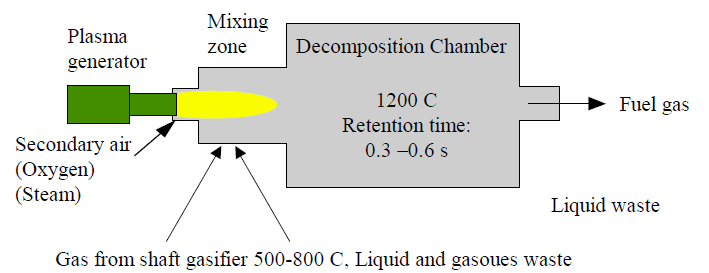 Mixing
zone
Plasma
generator
Decomposition Chamber
1200 C
Retention time:
0.3 –0.6 s
Fuel gas
Secondary air
(Oxygen)
(Steam)
Liquid waste
Gas from shaft gasifier 500-800 C, Liquid and gasoues waste